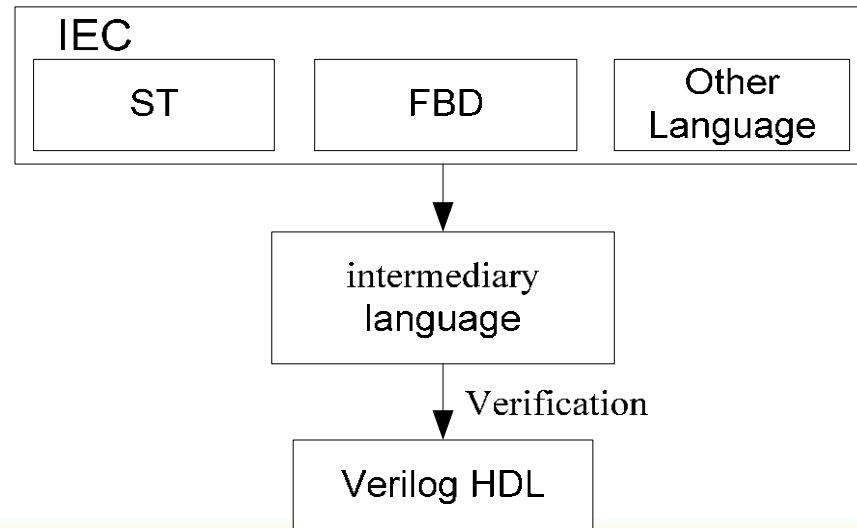 IEC
ST
FBD
Other
Language
intermediary
language
Verification
Verilog HDL